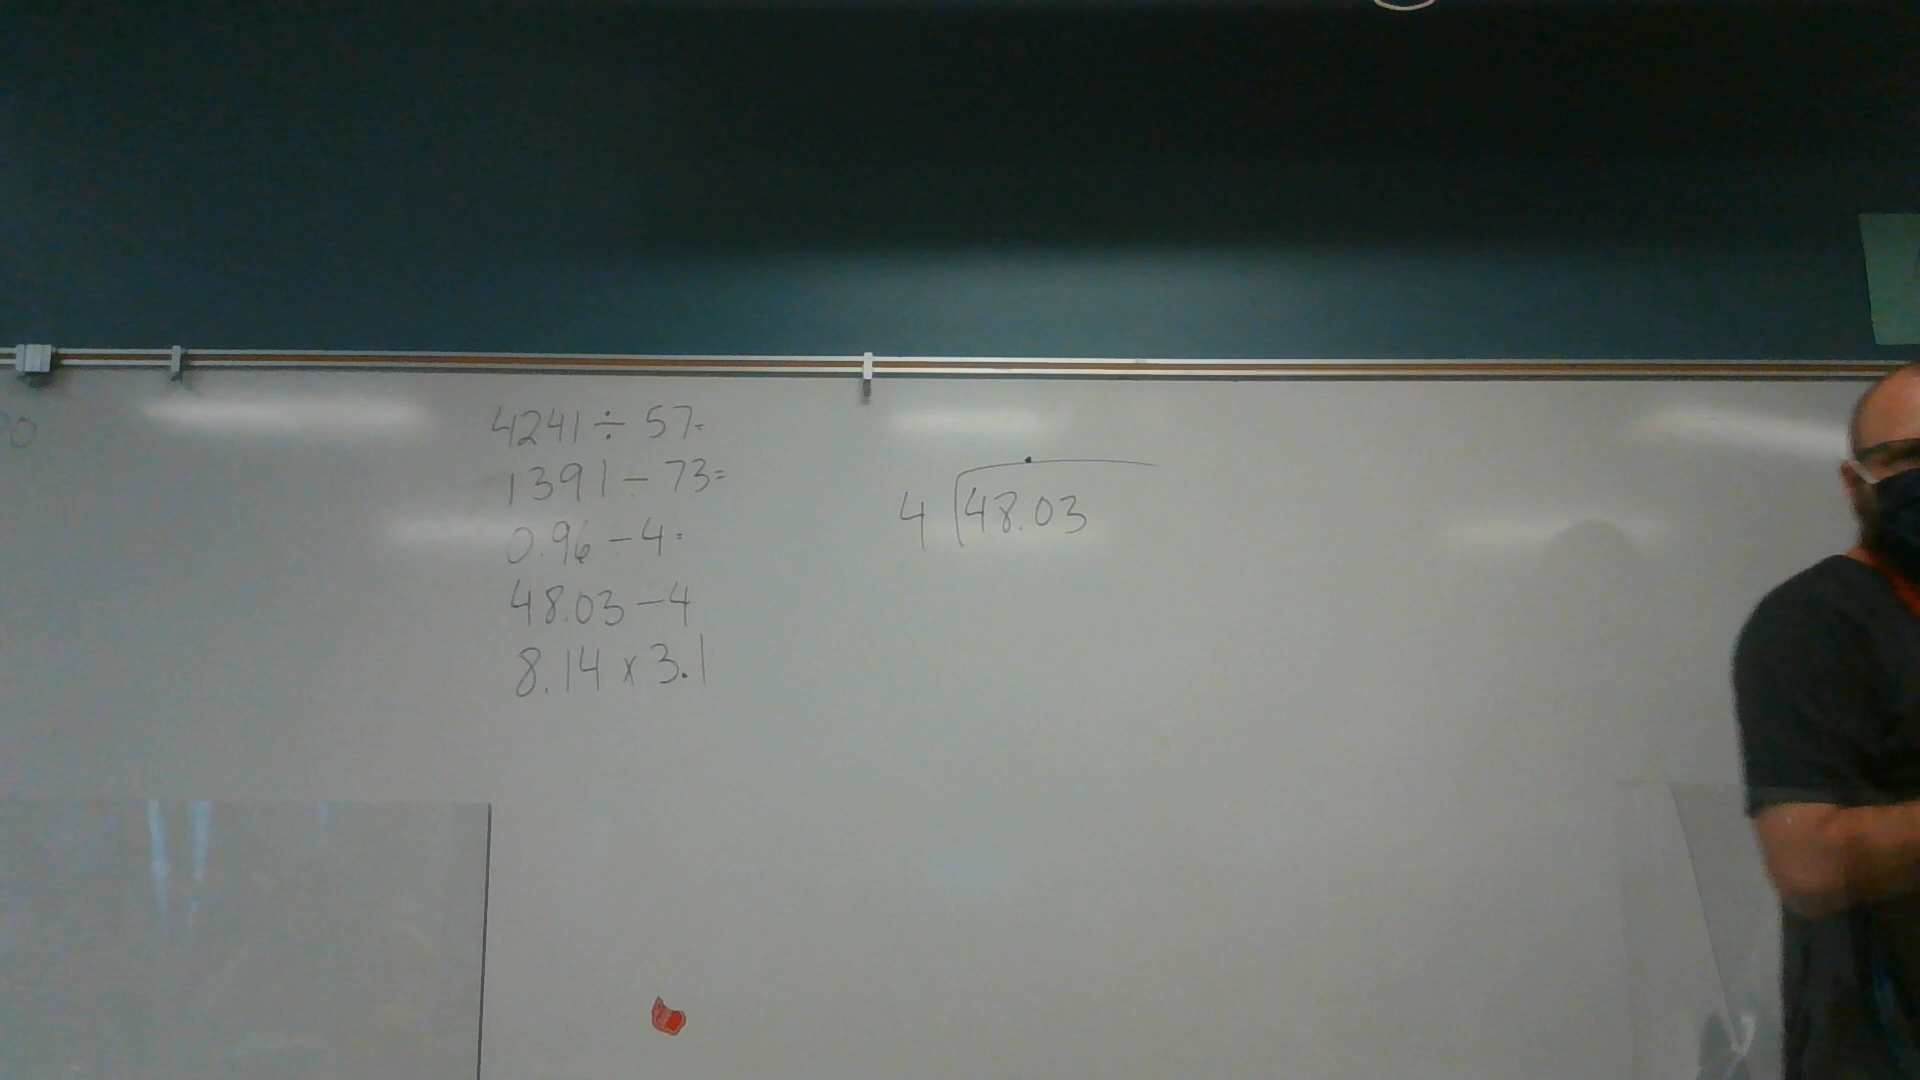 4241 ÷ 57=
1391 ÷ 73=
0.96 ÷ 4=
48.03 ÷ 4
8.14 x 3.1
4 48.03